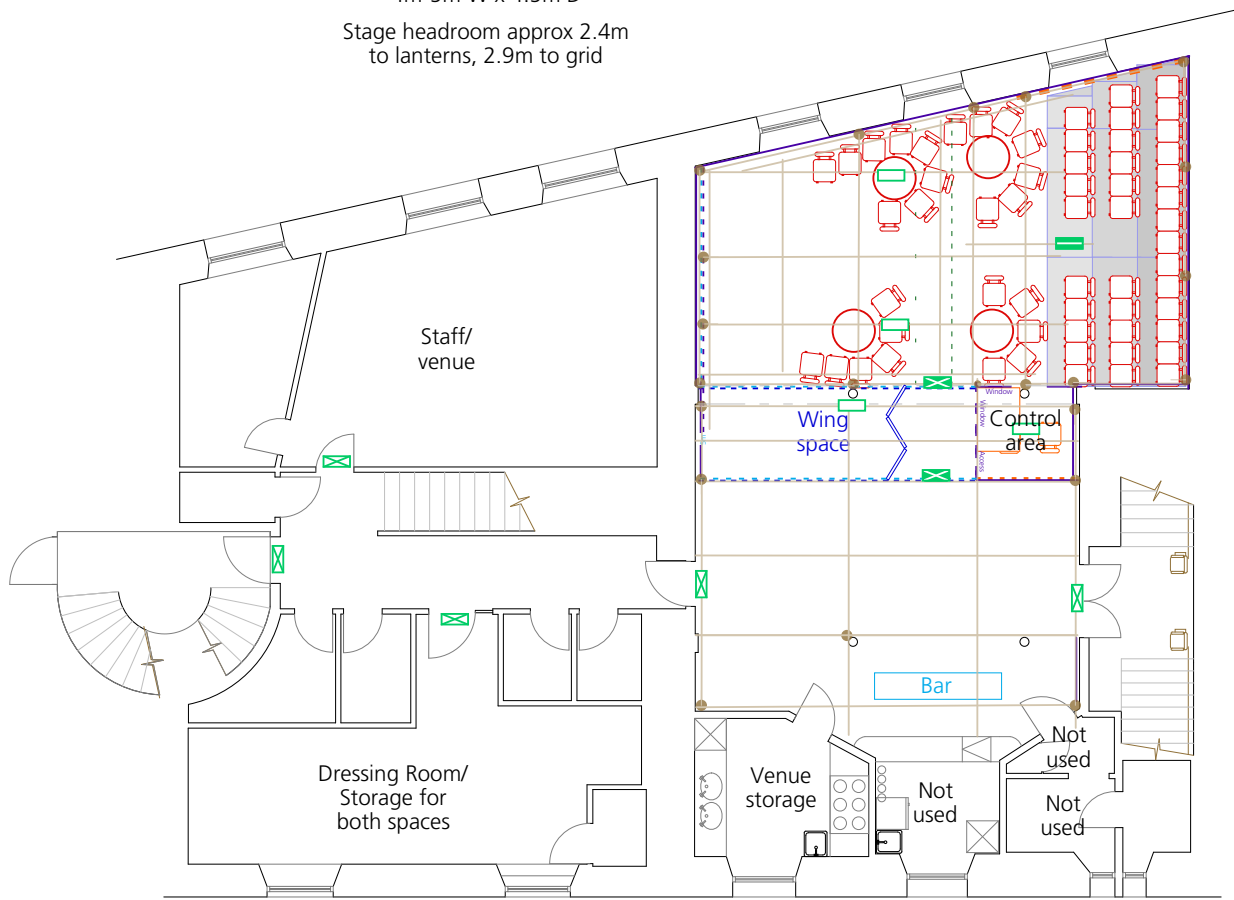 Stage headroom approx 2.4m
to lanterns, 2.9m to grid
Staff/
venue
Wing
space
Window
Window
Access
Control
area
Bar
Dressing Room/
Storage for
both spaces
Venue
storage
Not
used
Not
used
Not
used